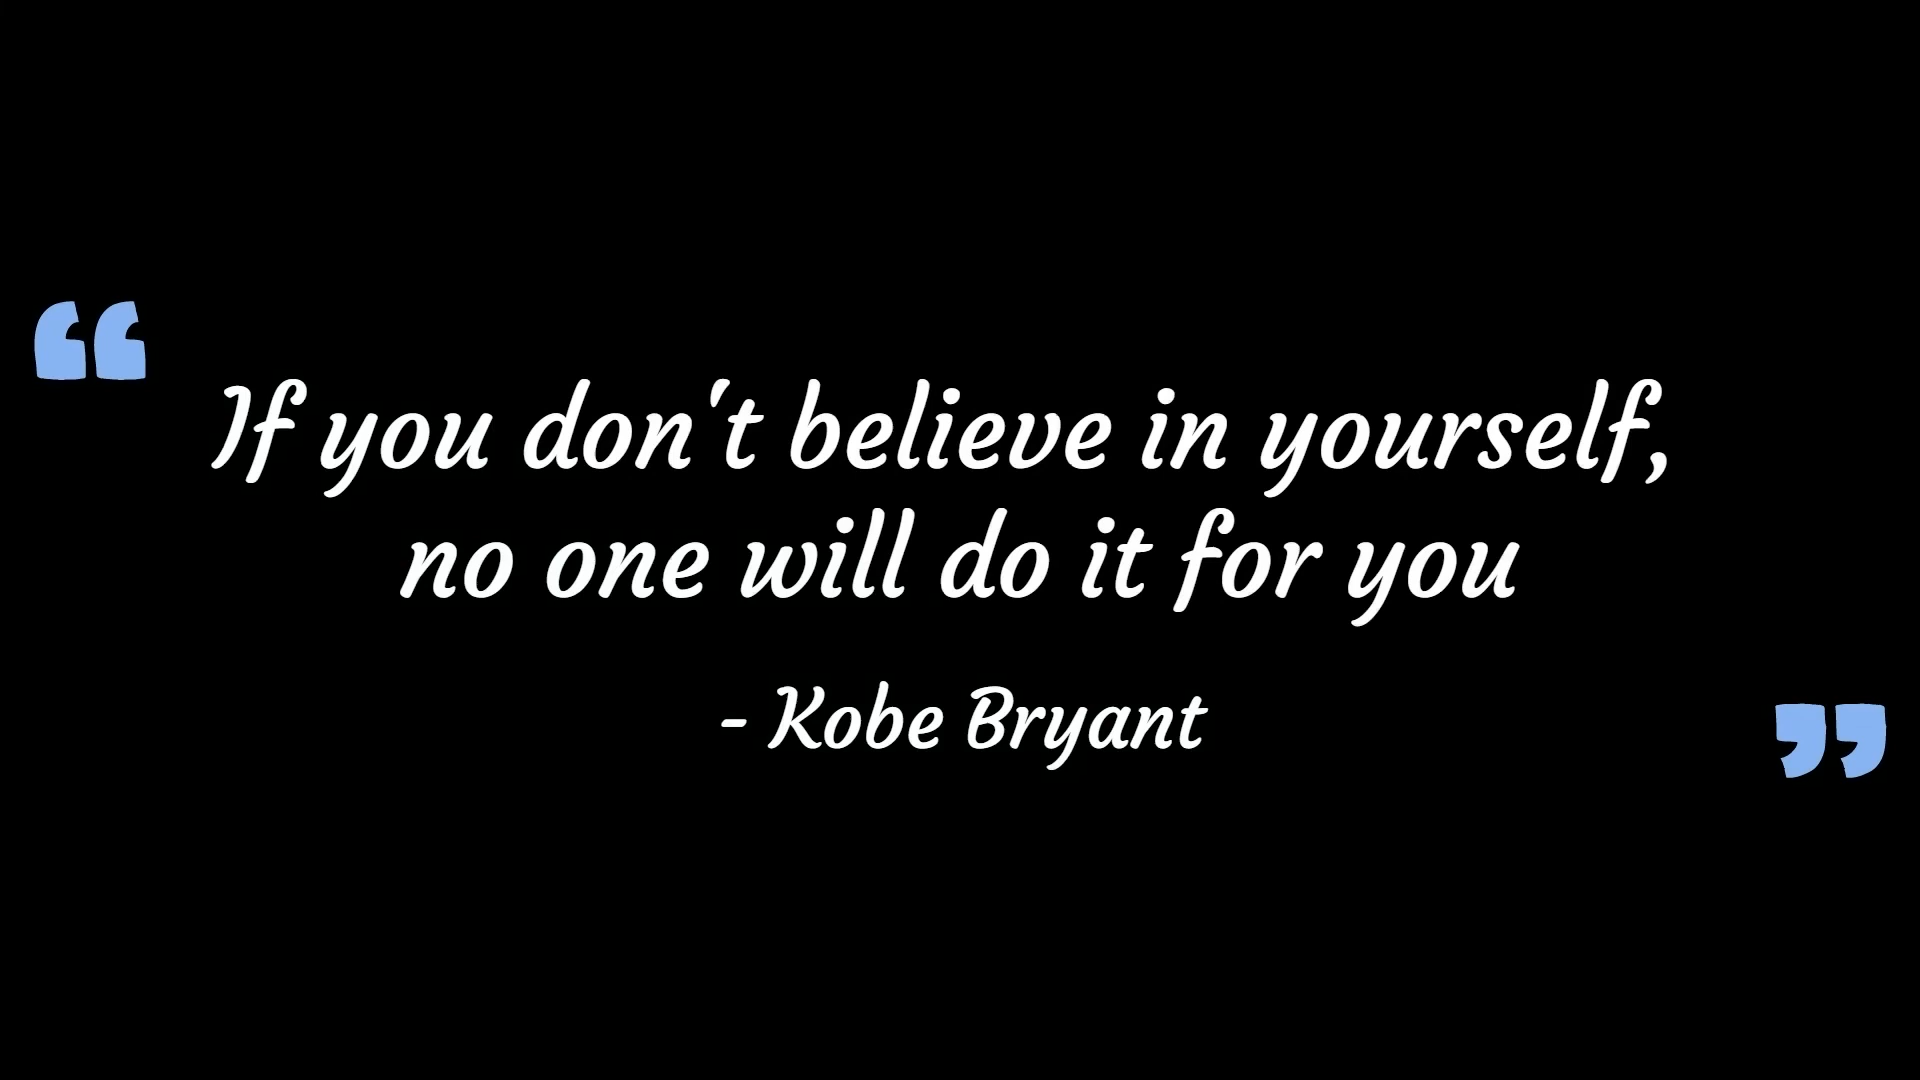 “
If you don't believe in yourself,
no one will do it for you
- Kobe Bryant
”